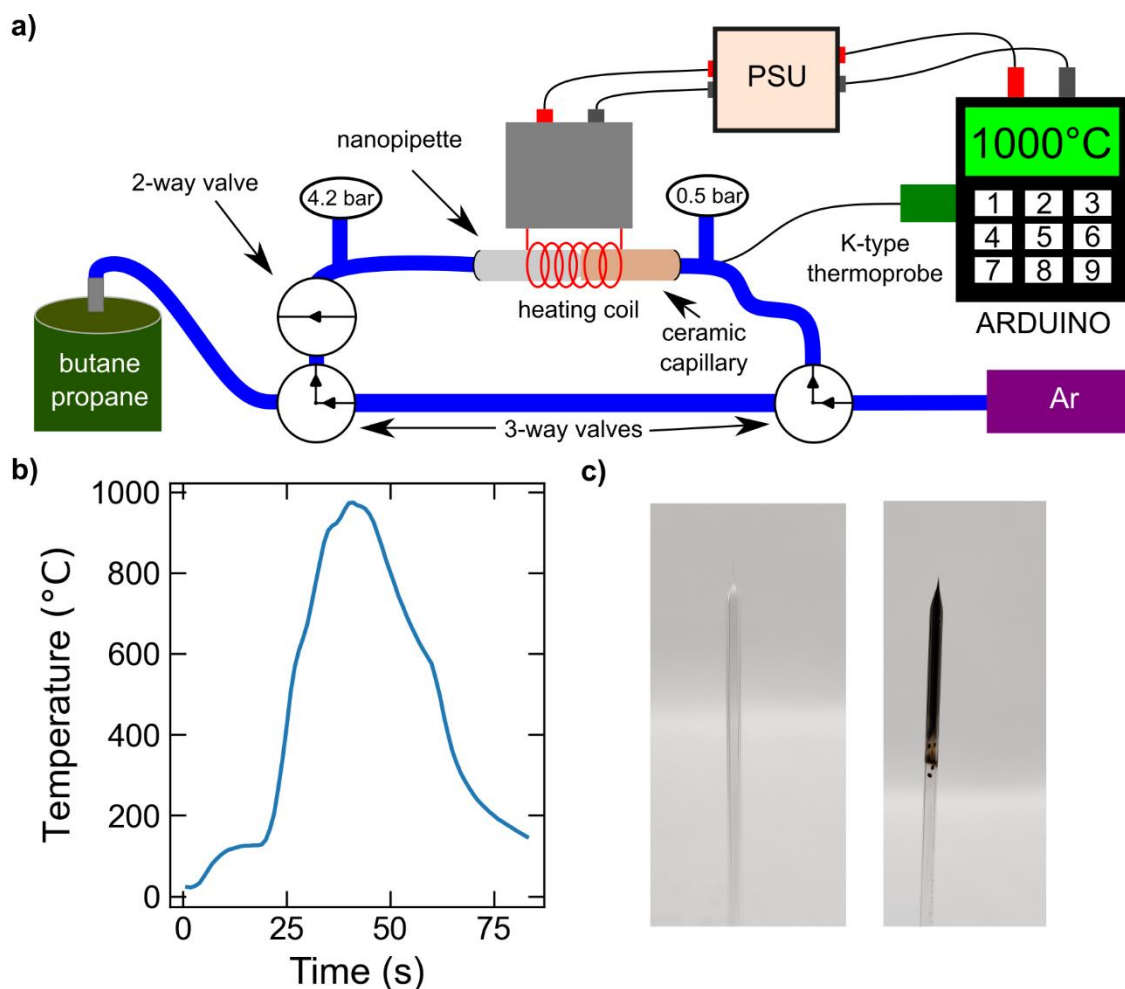 a)
PSU
1000°C
1 2 3
4 5 6
7 8 9
ARDUINO
nanopipette
2-way valve
4.2 bar
0.5 bar
K-type
thermoprobe
heating coil
ceramic
capillary
butane
propane
3-way valves
Ar
b)
Temperature (°C)
1000
800
600
400
200
0
0 25 50 75
Time (s)
c)